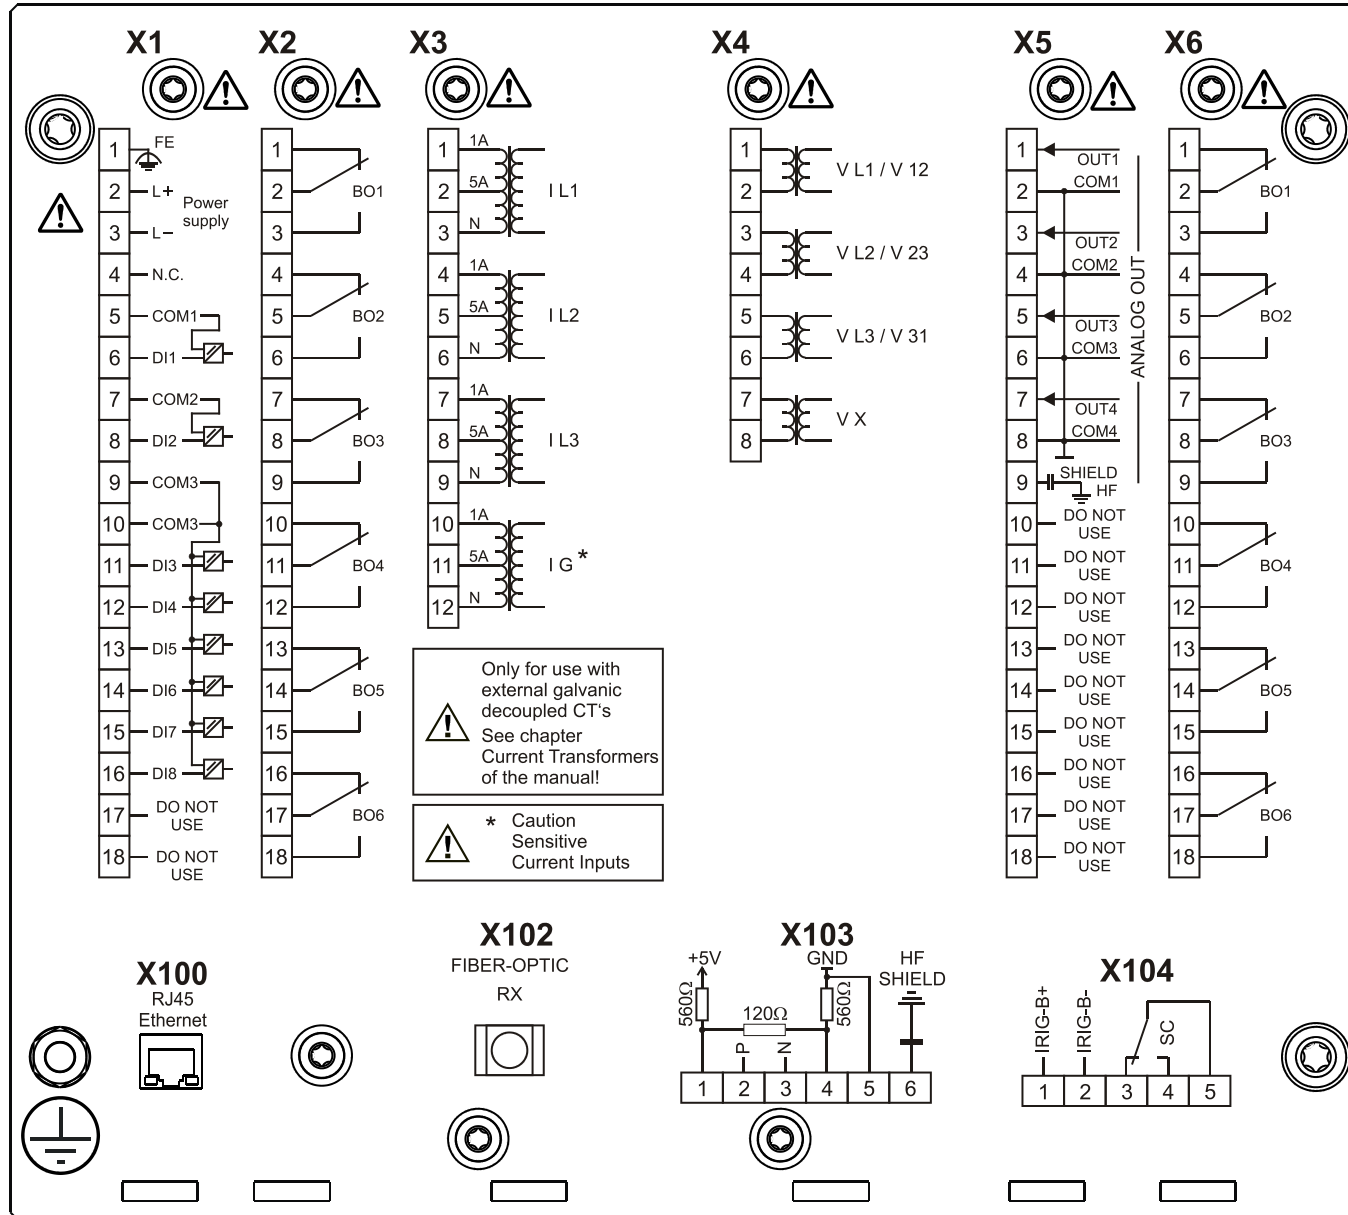 X1
X2
X3
X4
X5
X6
1 FE
2 L+
Power
supply
3 L–
4 N.C.
5 COM1
6 DI1
7 COM2
8 DI2
9 COM3
10 COM3
11 DI3
12 DI4
13 DI5
14 DI6
15 DI7
16 DI8
17 DO NOT
USE
18 DO NOT
USE
1
2 BO1
3
4
5 BO2
6
7
8 BO3
9
10
11 BO4
12
13
14 BO5
15
16
17 BO6
18
1 1A
2 5A I L1
3 N
4 1A
5 5A I L2
6 N
7 1A
8 5A I L3
9 N
10 1A
11 5A I G *
12 N
Only for use with
external galvanic
decoupled CT's
See chapter
Current Transformers
of the manual!
* Caution
Sensitive
Current Inputs
1
V L1 / V 12
2
3
V L2 / V 23
4
5
V L3 / V 31
6
7
V X
8
1 OUT1
2 COM1
3 OUT2
4 COM2
5 OUT3
6 COM3
7 OUT4
8 COM4
ANALOG OUT
9 SHIELD
HF
10 DO NOT
USE
11 DO NOT
USE
12 DO NOT
USE
13 DO NOT
USE
14 DO NOT
USE
15 DO NOT
USE
16 DO NOT
USE
17 DO NOT
USE
18 DO NOT
USE
1
2 BO1
3
4
5 BO2
6
7
8 BO3
9
10
11 BO4
12
13
14 BO5
15
16
17 BO6
18
X100
RJ45
Ethernet
X102
FIBER-OPTIC
RX
X103
+5V
GND
HF
SHIELD
560Ω
120Ω
560Ω
P
N
1 2 3 4 5 6
X104
IRIG-B+
IRIG-B-
SC
1 2 3 4 5